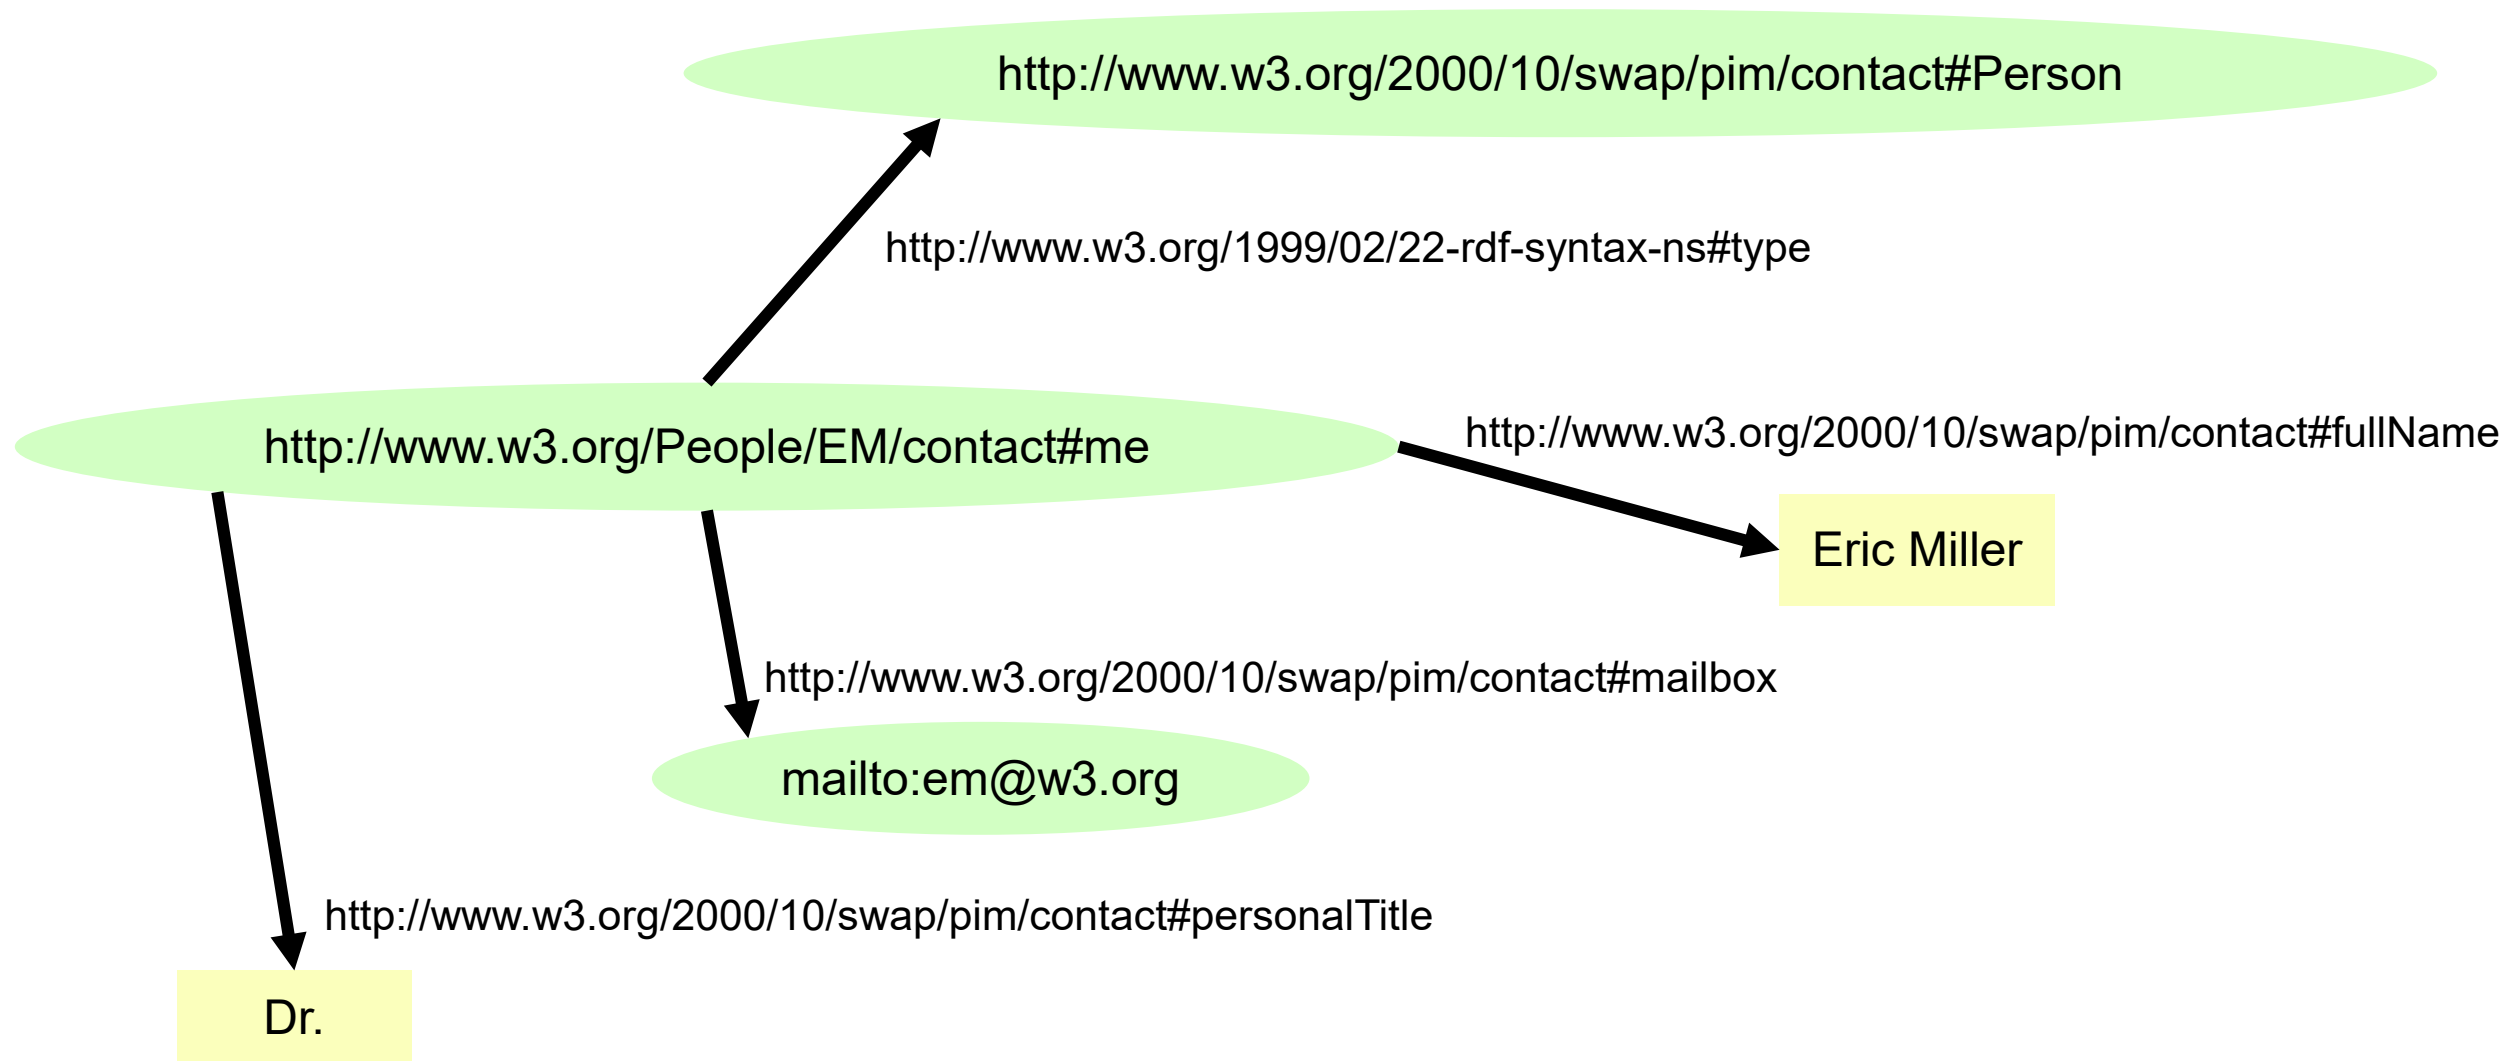 http://www.w3.org/2000/10/swap/pim/contact#Person
http://www.w3.org/1999/02/22-rdf-syntax-ns#type
http://www.w3.org/People/EM/contact#me
http://www.w3.org/2000/10/swap/pim/contact#fullName
Eric Miller
http://www.w3.org/2000/10/swap/pim/contact#mailbox
mailto:em@w3.org
http://www.w3.org/2000/10/swap/pim/contact#personalTitle
Dr.